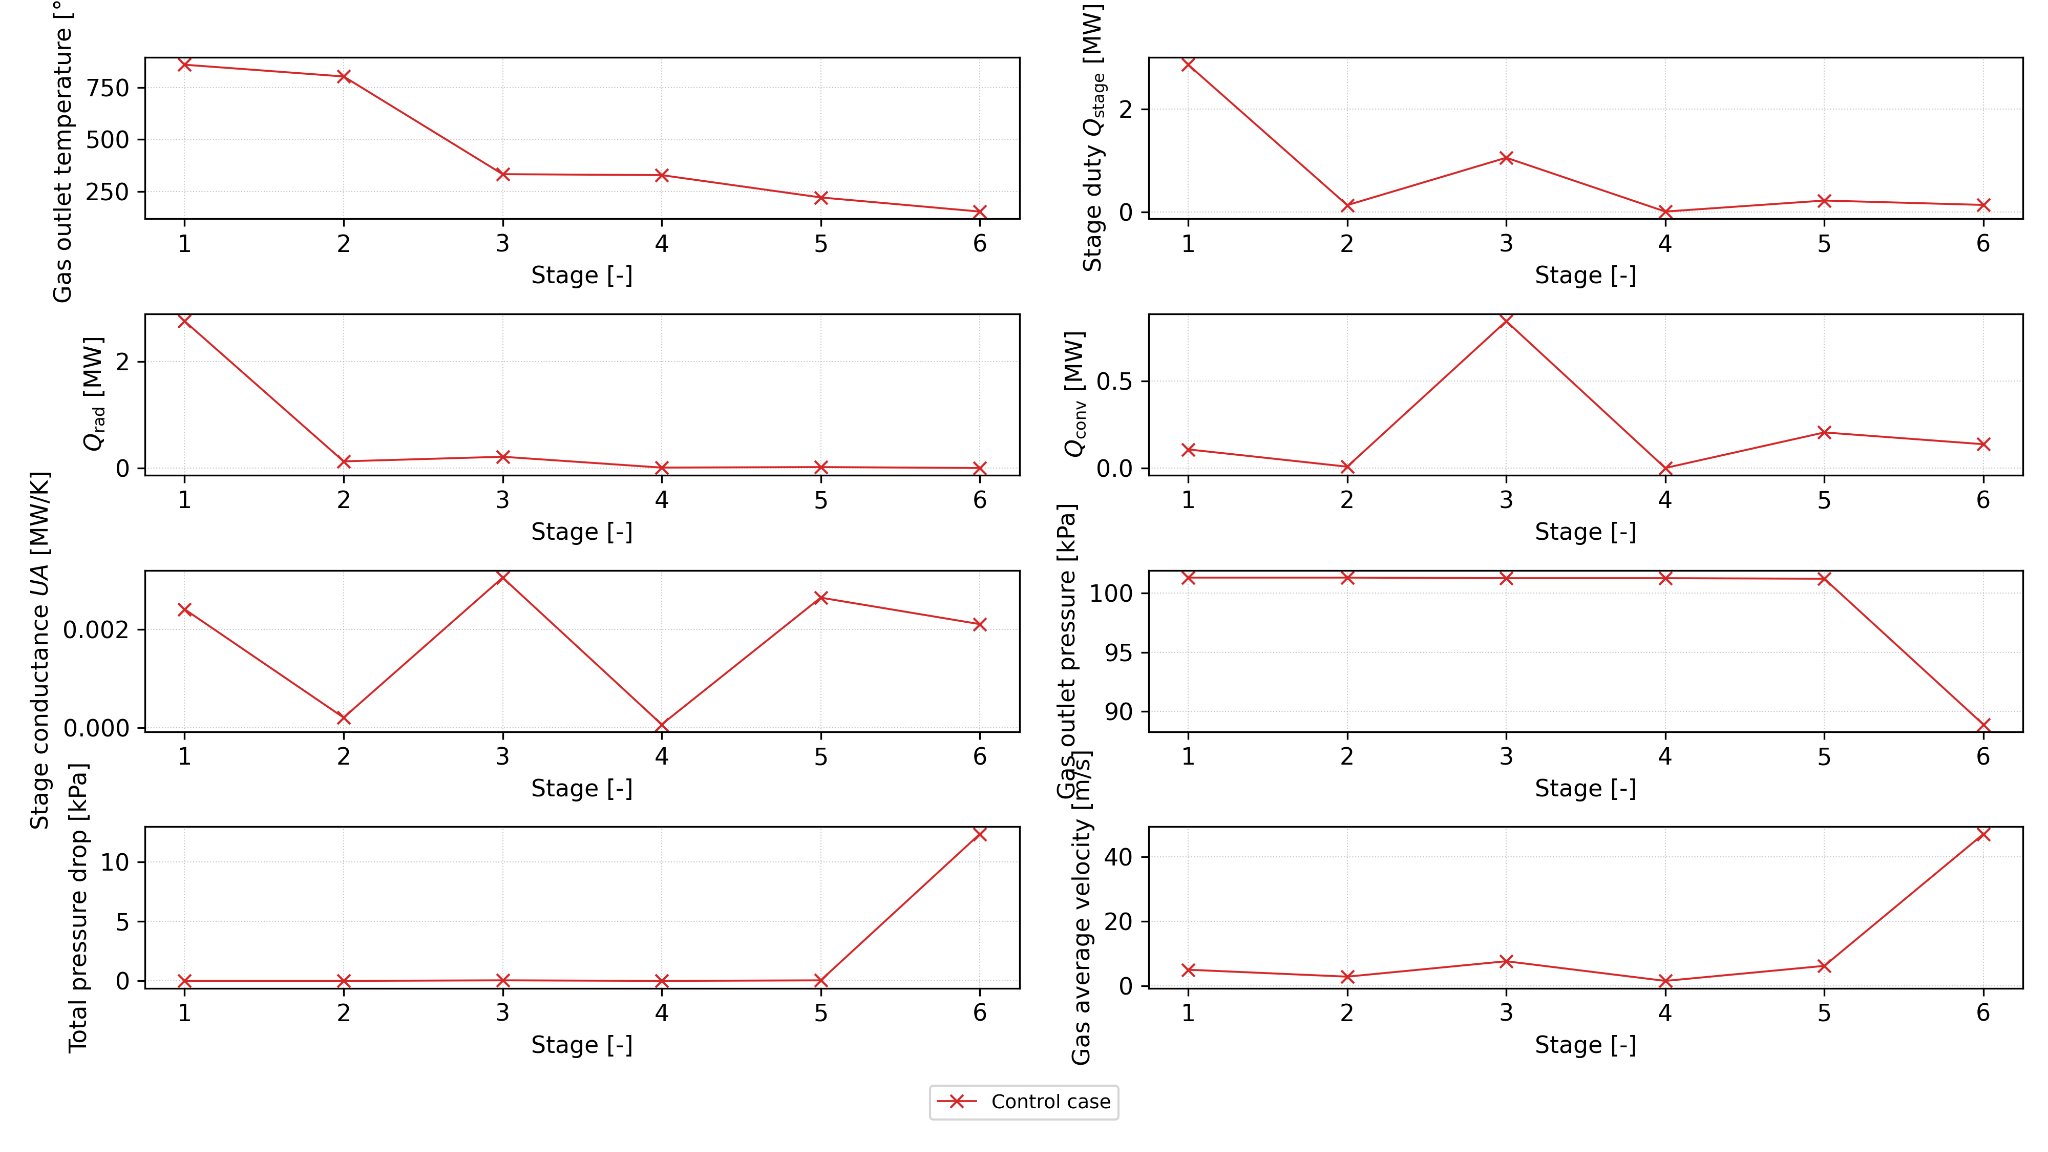 Gas outlet temperature [°
750
500
250
1 2 3 4 5 6
Stage [-]
Stage duty Qstage [MW]
2
0
1 2 3 4 5 6
Stage [-]
Qrad [MW]
2
0
1 2 3 4 5 6
Stage [-]
Qconv [MW]
0.5
0.0
1 2 3 4 5 6
Stage [-]
Stage conductance UA [MW/K]
0.002
0.000
1 2 3 4 5 6
Stage [-]
Gas outlet pressure [kPa]
100
95
90
1 2 3 4 5 6
Stage [-]
Total pressure drop [kPa]
10
5
0
1 2 3 4 5 6
Stage [-]
Gas average velocity [m/s]
40
20
0
1 2 3 4 5 6
Stage [-]
Control case